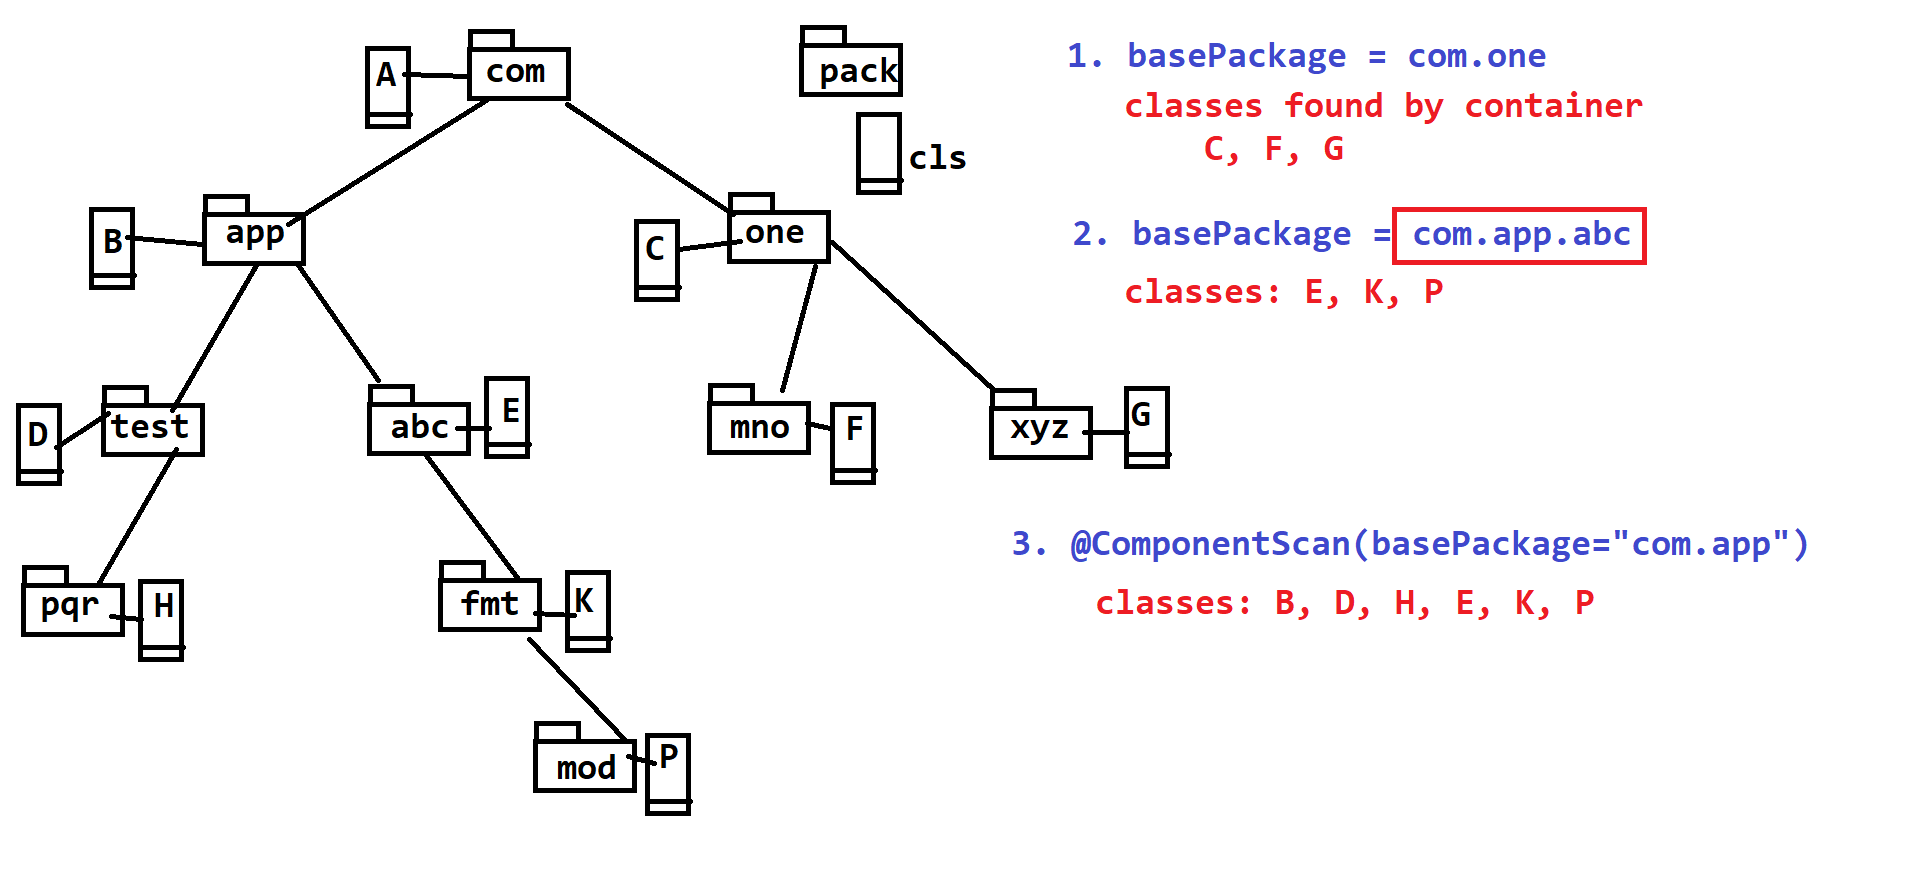 A
com
pack
cls
B
app
C
one
D
test
abc
E
mno
F
xyz
G
pqr
H
fmt
K
mod
P
1. basePackage = com.one
classes found by container
C, F, G
2. basePackage = com.app.abc
classes: E, K, P
3. @ComponentScan(basePackage="com.app")
classes: B, D, H, E, K, P